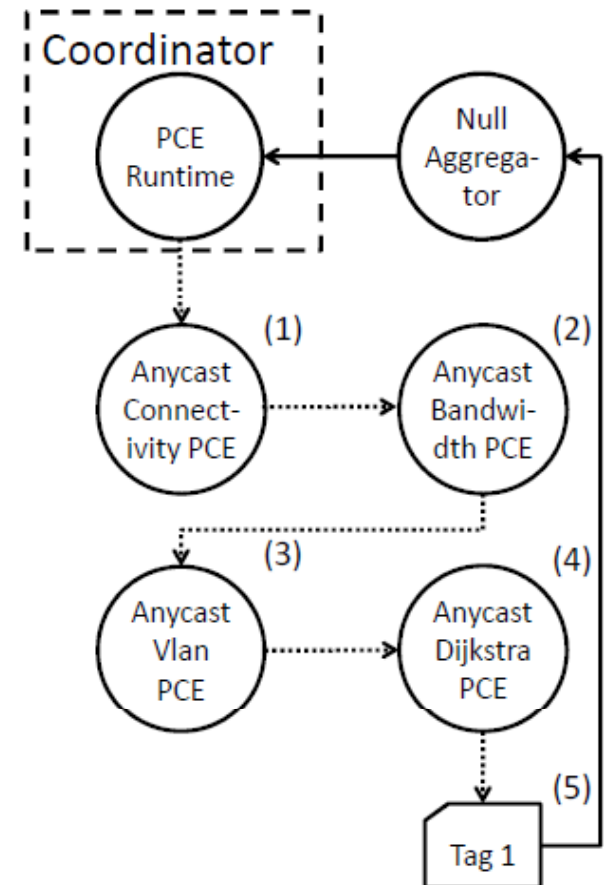 Coordinator
PCE
Runtime
Null
Aggrega-
tor
(1)
Anycast
Connect-
ivity PCE
(2)
Anycast
Bandwi-
dth PCE
(3)
Anycast
Vlan
PCE
(4)
Anycast
Dijkstra
PCE
(5)
Tag 1